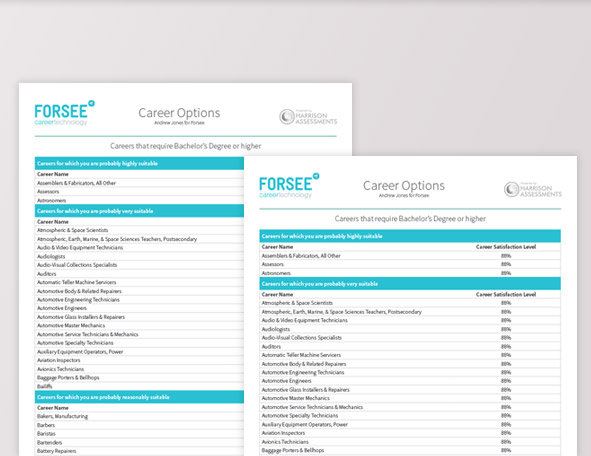 FORSEE
careertechnology
Career Options
Andrew Jones for Forsee
HARRISON
ASSESSMENTS
Careers that require Bachelor's Degree or higher
Careers for which you are probably highly suitable
Career Name
Assemblers & Fabricators, All Other
Assessors
Astronomers
Careers for which you are probably very suitable
Career Name
Atmospheric & Space Scientists
Atmospheric, Earth, Marine, & Space Sciences Teachers, Postsecondary
Audio & Video Equipment Technicians
Audiologists
Audio-Visual Collections Specialists
Auditors
Automatic Teller Machine Servicers
Automotive Body & Related Repairers
Automotive Engineering Technicians
Automotive Engineers
Automotive Glass Installers & Repairers
Automotive Master Mechanics
Automotive Service Technicians & Mechanics
Automotive Specialty Technicians
Auxiliary Equipment Operators, Power
Aviation Inspectors
Avionics Technicians
Baggage Porters & Bellhops
Bailiffs
Careers for which you are probably reasonably suitable
Career Name
Bakers, Manufacturing
Barbers
Baristas
Bartenders
Battery Repairers
FORSEE
careertechnology
Career Options
Andrew Jones for Forsee
HARRISON
ASSESSMENTS
Careers that require Bachelor's Degree or higher
Careers for which you are probably highly suitable
Career Name Career Satisfaction Level
Assemblers & Fabricators, All Other 88%
Assessors 88%
Astronomers 88%
Careers for which you are probably very suitable
Career Name Career Satisfaction Level
Atmospheric & Space Scientists 88%
Atmospheric, Earth, Marine, & Space Sciences Teachers, Postsecondary 88%
Audio & Video Equipment Technicians 88%
Audiologists 88%
Audio-Visual Collections Specialists 88%
Auditors 88%
Automatic Teller Machine Servicers 88%
Automotive Body & Related Repairers 88%
Automotive Engineering Technicians 88%
Automotive Engineers 88%
Automotive Glass Installers & Repairers 88%
Automotive Master Mechanics 88%
Automotive Service Technicians & Mechanics 88%
Automotive Specialty Technicians 88%
Auxiliary Equipment Operators, Power 88%
Aviation Inspectors 88%
Avionics Technicians 88%
Baggage Porters & Bellhops 88%